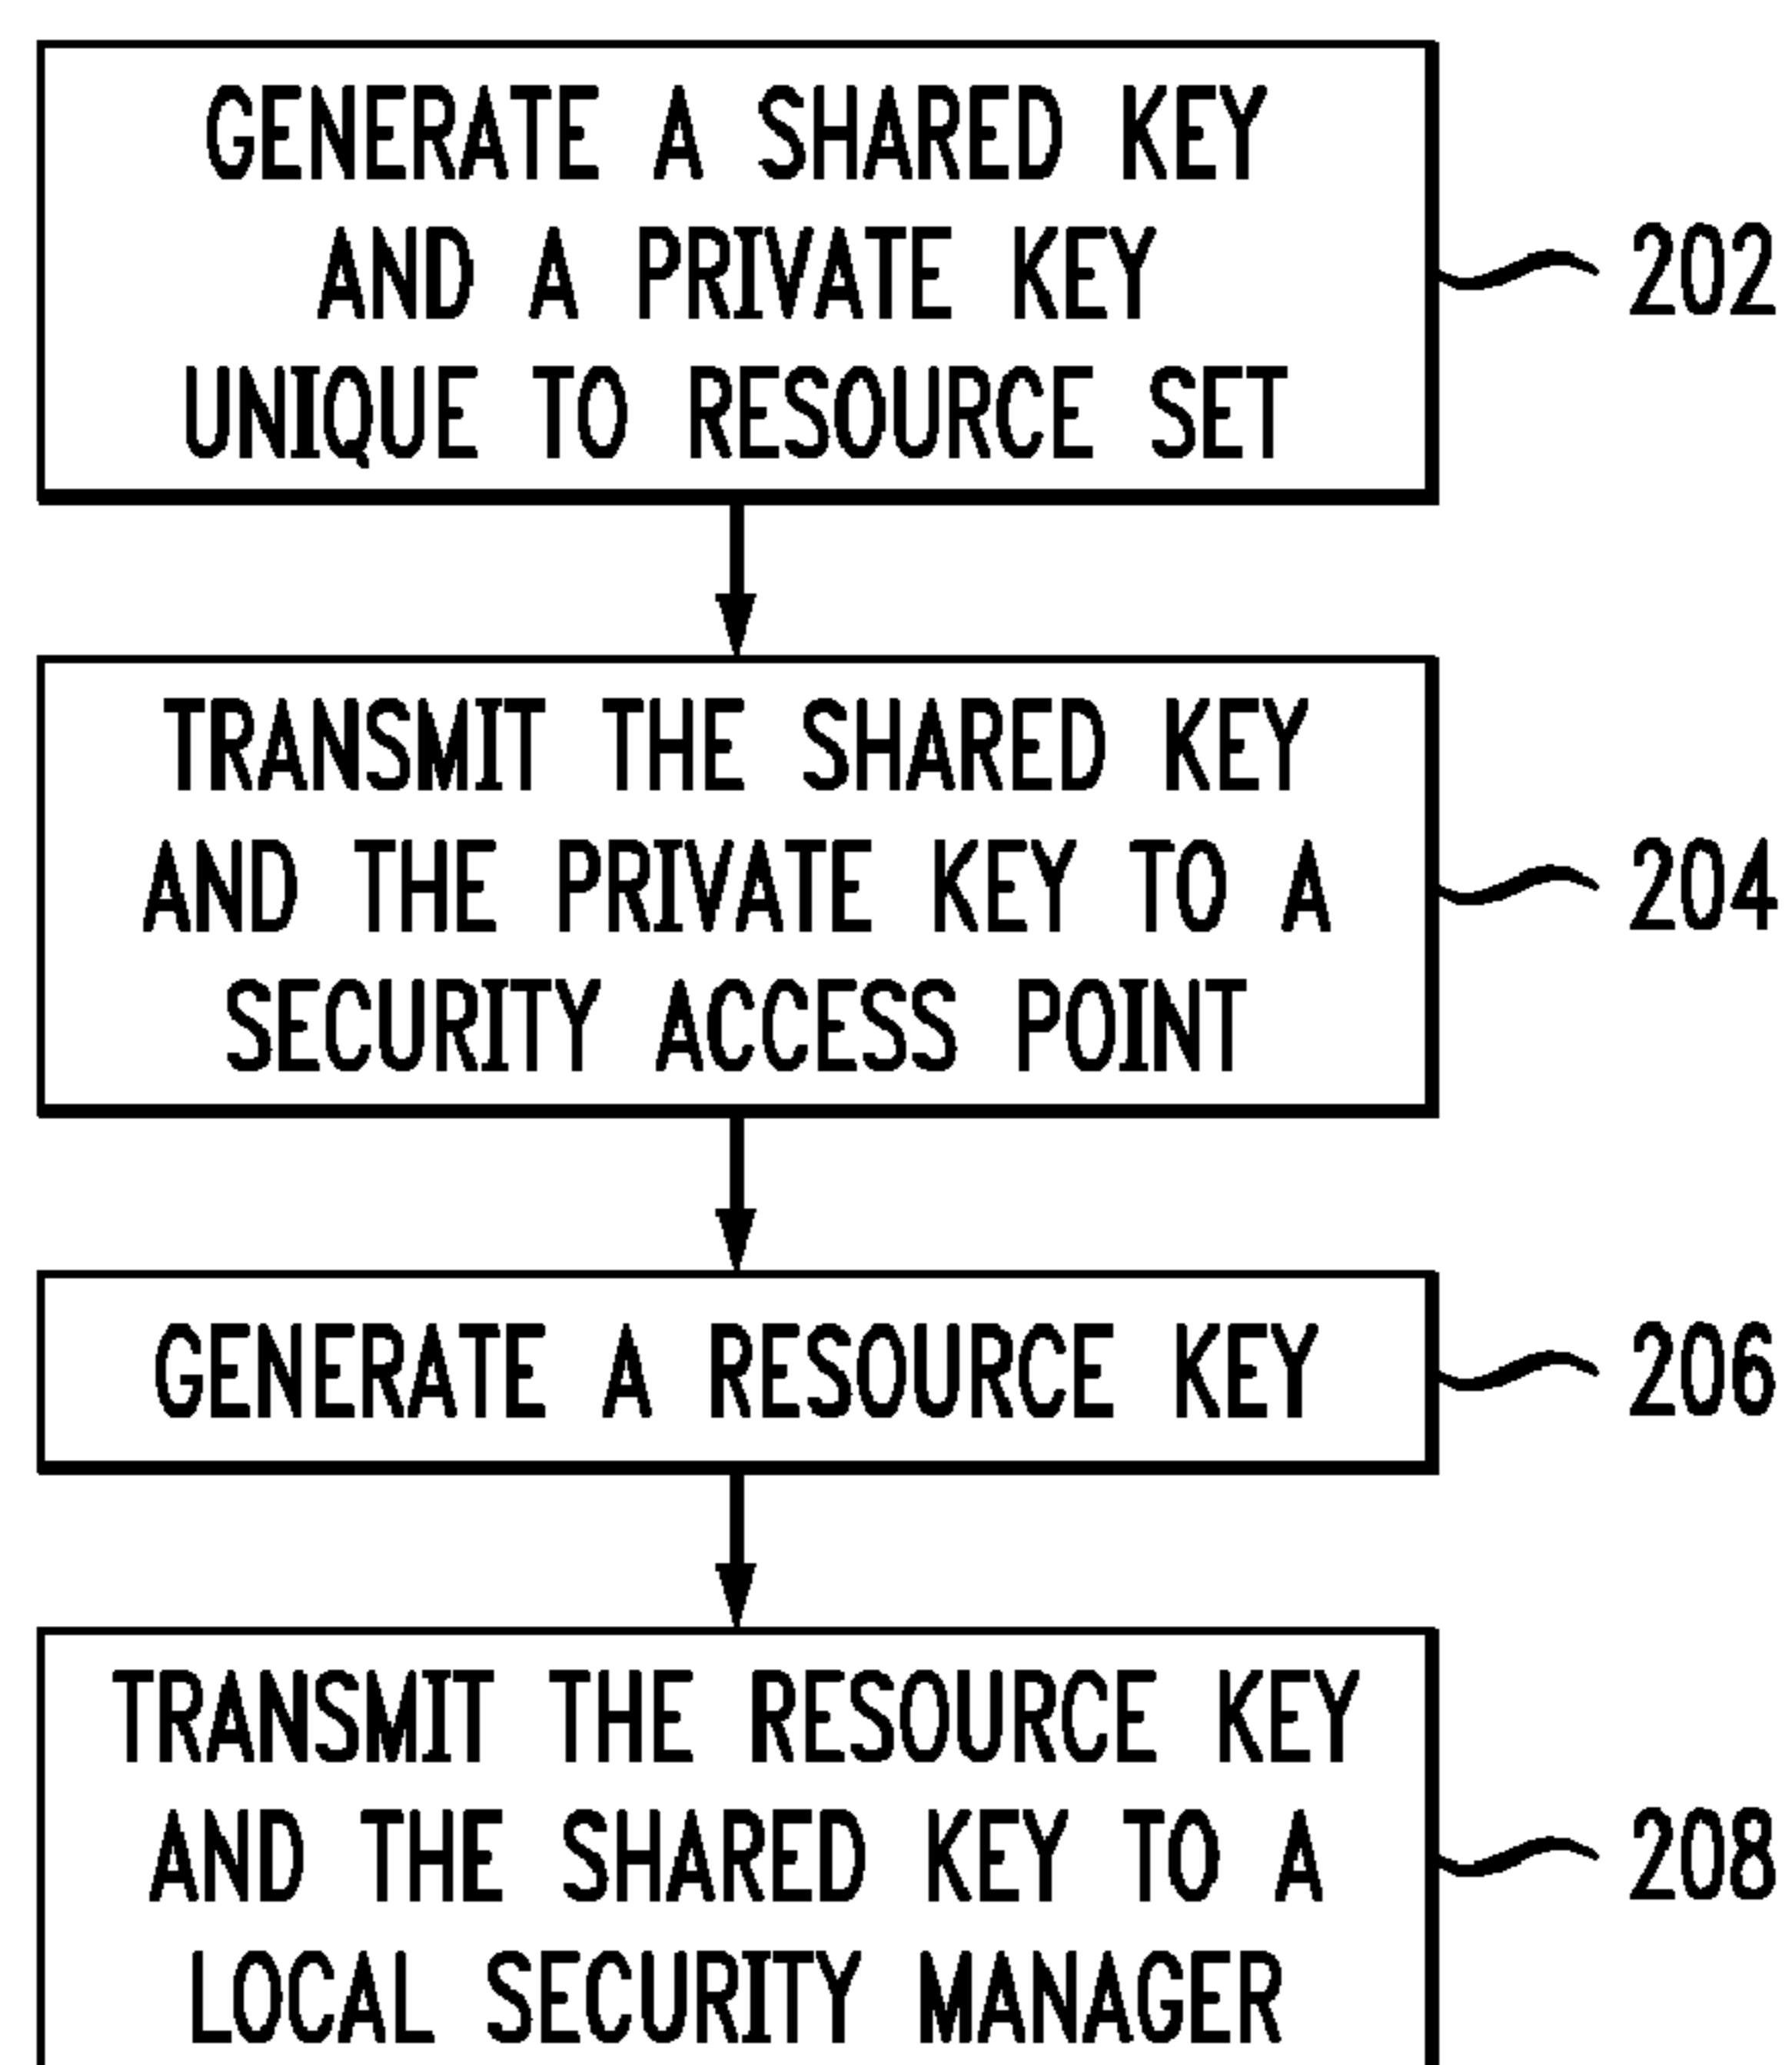 GENERATE A SHARED KEY
AND A PRIVATE KEY
UNIQUE TO RESOURCE SET
202
TRANSMIT THE SHARED KEY
AND THE PRIVATE KEY TO A
SECURITY ACCESS POINT
204
GENERATE A RESOURCE KEY
206
TRANSMIT THE RESOURCE KEY
AND THE SHARED KEY TO A
LOCAL SECURITY MANAGER
208